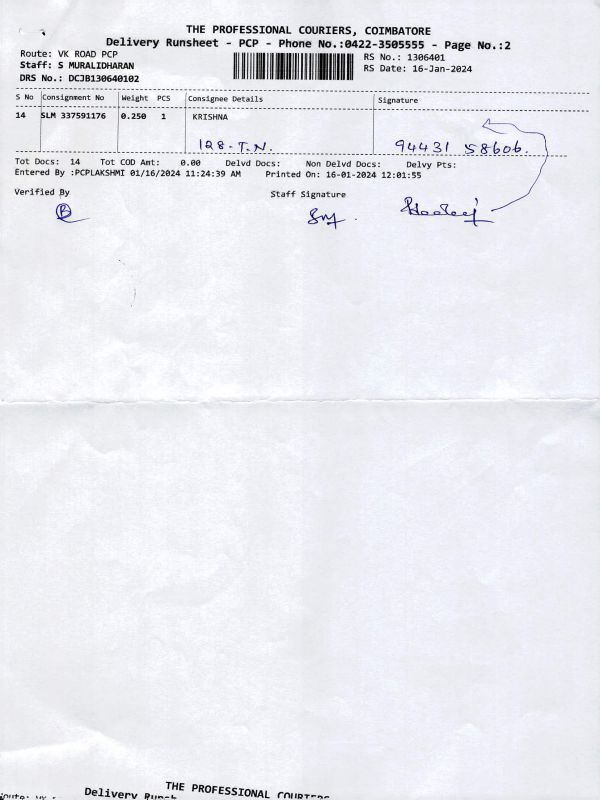 THE PROFESSIONAL COURIERS, COIMBATORE
Delivery Runsheet - PCP - Phone No.:0422-3505555 - Page No.:2
Route: VK ROAD PCP
RS No.: 1306401
Staff: S MURALIDHARAN
RS Date: 16-Jan-2024
DRS No.: DCJB130640102
S No Consignment No Weight PCS Consignee Details Signature
14 SLM 337591176 0.250 1 KRISHNA
128-T.N. 94431 58606.
Tot Docs: 14 Tot COD Amt: 0.00 Delvd Docs: Non Delvd Docs: Delvy Pts:
Entered By :PCPLAKSHMI 01/16/2024 11:24:39 AM Printed On: 16-01-2024 12:01:55
Verified By Staff Signature
THE PROFESSIONAL COURIERS
Delivery